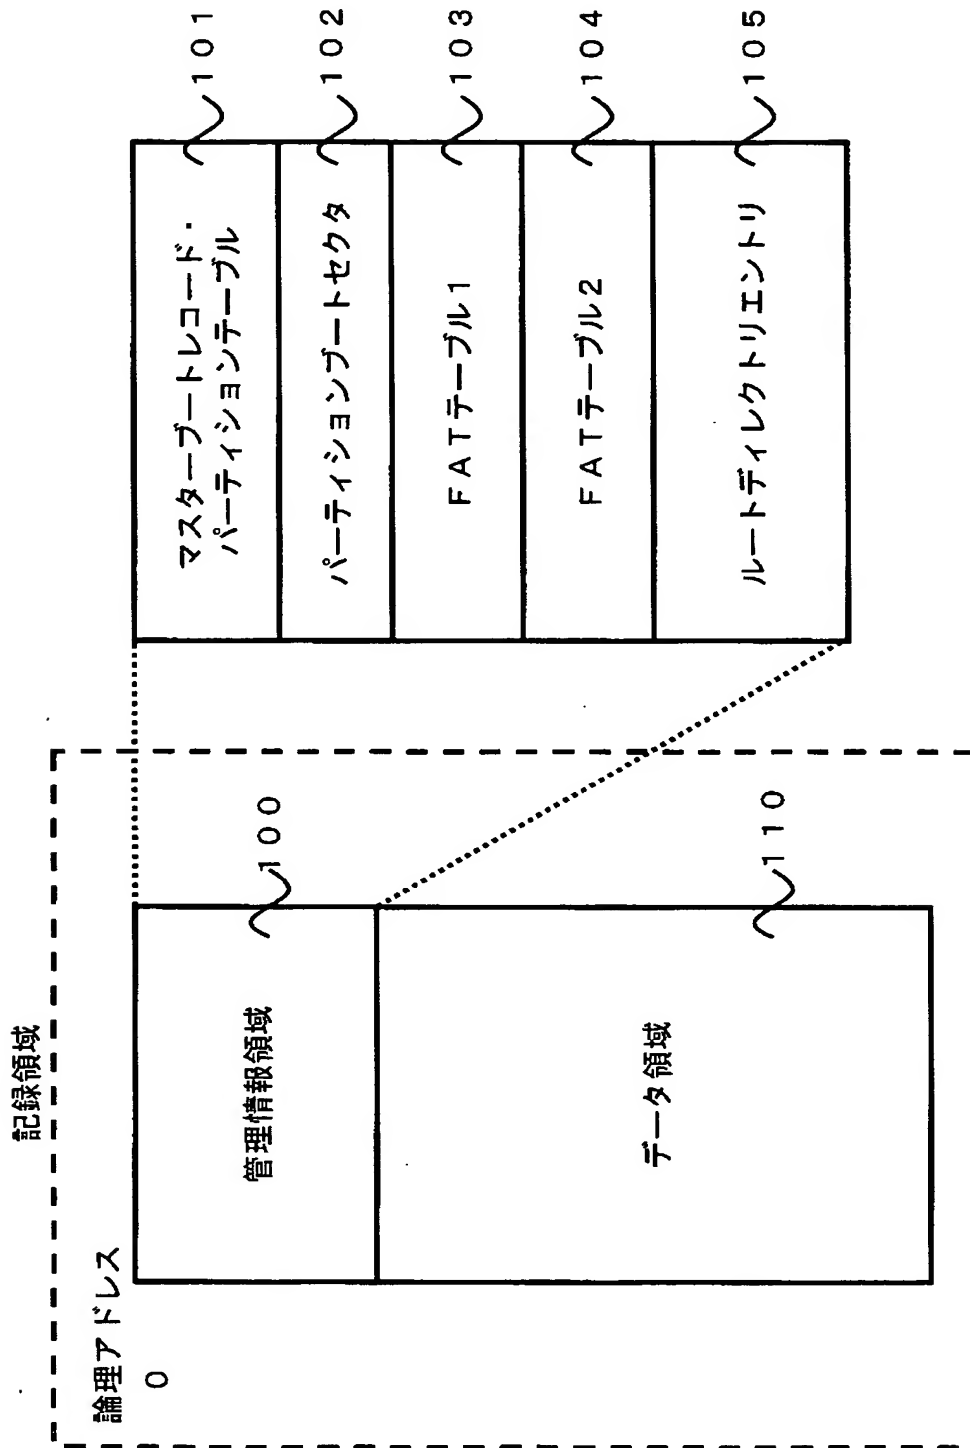 記録領域
論理アドレス
0
管理情報領域
100
データ領域
110
マスターブートレコード・
パーティションテーブル
101
パーティションブートセクタ
102
FATテーブル1
103
FATテーブル2
104
ルートディレクトリエントリ
105